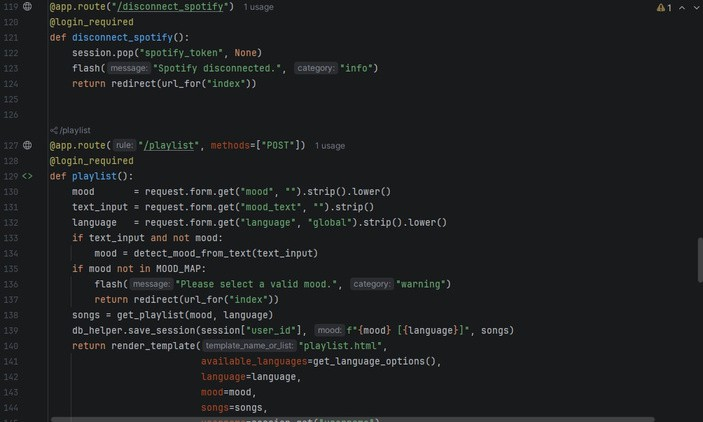 119 @app.route("/disconnect_spotify") 1 usage
1
120 @login_required
121 def disconnect_spotify():
122 session.pop("spotify_token", None)
123 flash( message: "Spotify disconnected.", category: "info")
124 return redirect(url_for("index"))
125
126
/playlist
127 @app.route( rule: "/playlist", methods=["POST"]) 1 usage
128 @login_required
129 <> def playlist():
130 mood = request.form.get("mood", "").strip().lower()
131 text_input = request.form.get("mood_text", "").strip()
132 language = request.form.get("language", "global").strip().lower()
133 if text_input and not mood:
134 mood = detect_mood_from_text(text_input)
135 if mood not in MOOD_MAP:
136 flash( message: "Please select a valid mood.", category: "warning")
137 return redirect(url_for("index"))
138 songs = get_playlist(mood, language)
139 db_helper.save_session(session["user_id"], mood: f"{mood} [{language}]", songs)
140 return render_template( template_name_or_list: "playlist.html",
141 available_languages=get_language_options(),
142 language=language,
143 mood=mood,
144 songs=songs,